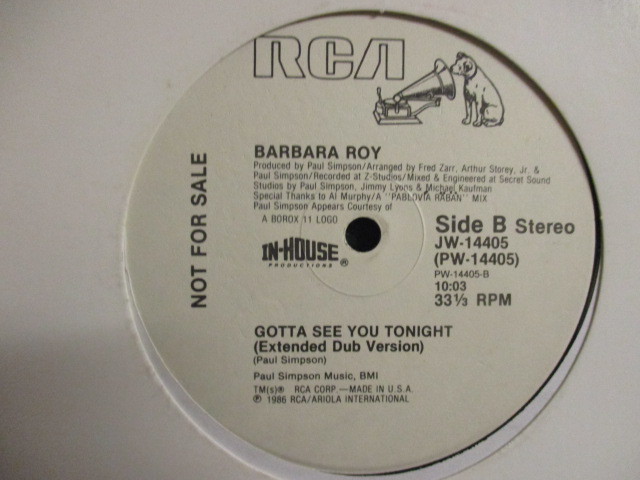 RCA
BARBARA ROY
Produced by Paul Simpson/Arranged by Fred Zarr, Arthur Storey, Jr. &
Paul Simpson/Recorded at Z-Studios/Mixed & Engineered at Secret Sound
Studios by Paul Simpson, Jimmy Lyons & Michael Kaufman
Special Thanks to Al Murphy/A "PABLOVIA RABAN" MIX
Paul Simpson Appears Courtesy of
A BOROX 11 LOGO
IN-HOUSE
PRODUCTIONS ®
NOT FOR SALE
Side B Stereo
JW-14405
(PW-14405)
PW-14405-B
10:03
33⅓ RPM
GOTTA SEE YOU TONIGHT
(Extended Dub Version)
(Paul Simpson)
Paul Simpson Music, BMI
TM(s)® RCA CORP.—MADE IN U.S.A.
℗ 1986 RCA/ARIOLA INTERNATIONAL